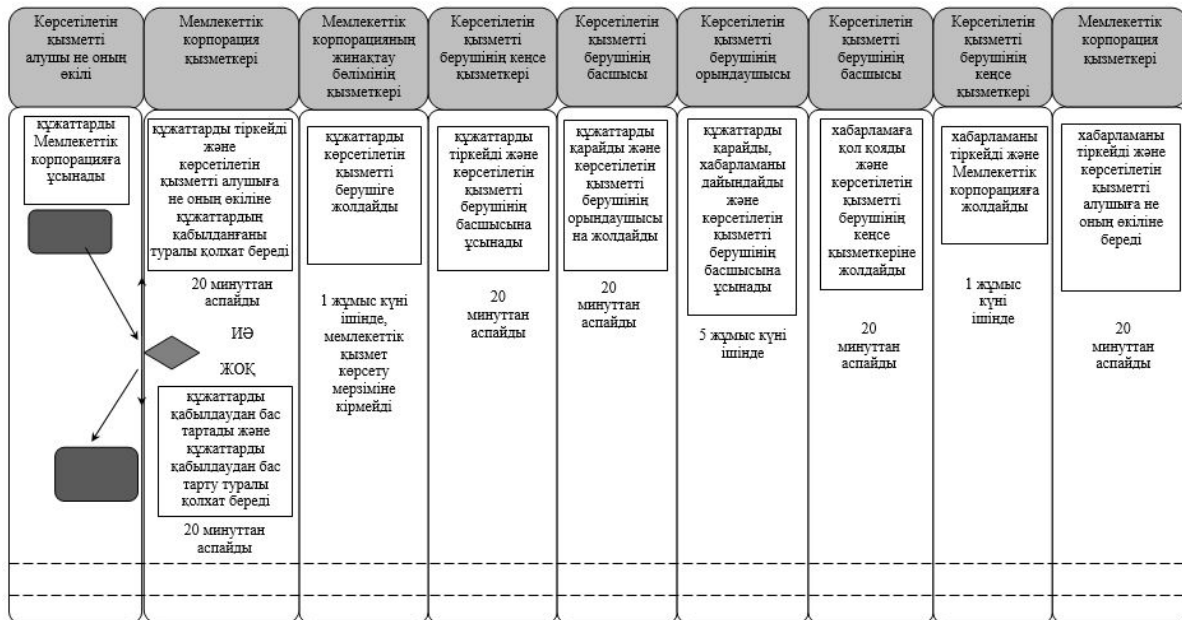 Көрсетілетін
қызметті
алушы не оның
өкілі
Мемлекеттік
корпорация
қызметкері
Мемлекеттік
корпорацияның
жинақтау
бөлімінің
қызметкері
Көрсетілетін
қызметті
берушінің кеңсе
қызметкері
Көрсетілетін
қызметті
берушінің
басшысы
Көрсетілетін
қызметті
берушінің
орындаушысы
Көрсетілетін
қызметті
берушінің
басшысы
Көрсетілетін
қызметті
берушінің
кеңсе
қызметкері
Мемлекеттік
корпорация
қызметкері
құжаттарды
Мемлекеттік
корпорацияға
ұсынады
құжаттарды тіркейді
және
көрсетілетін
қызметті алушыға
не оның өкіліне
құжаттардың
қабылданғаны
туралы қолхат береді
20 минуттан
аспайды
ИӘ
ЖОҚ
құжаттарды
қабылдаудан бас
тартады және
құжаттарды
қабылдаудан бас
тарту туралы
қолхат береді
20 минуттан
аспайды
құжаттарды
көрсетілетін
қызметті
берушіге
жолдайды
1 жұмыс күні
ішінде,
мемлекеттік
қызмет
көрсету
мерзіміне
кірмейді
құжаттарды
тіркейді және
көрсетілетін
қызметті
берушінің
басшысына
ұсынады
20
минуттан
аспайды
құжаттарды
қарайды және
көрсетілетін
қызметті
берушінің
орындаушысы
на жолдайды
20
минуттан
аспайды
құжаттарды
қарайды,
хабарламаны
дайындайды
және
көрсетілетін
қызметті
берушінің
басшысына
ұсынады
5 жұмыс күні
ішінде
хабарламаға
қол қояды
және
көрсетілетін
қызметті
берушінің
кеңсе
қызметкеріне
жолдайды
20
минуттан
аспайды
хабарламаны
тіркейді және
Мемлекеттік
корпорацияға
жолдайды
1 жұмыс
күні
ішінде
хабарламаны
тіркейді және
көрсетілетін
қызметті
алушыға не
оның өкіліне
береді
20
минуттан
аспайды